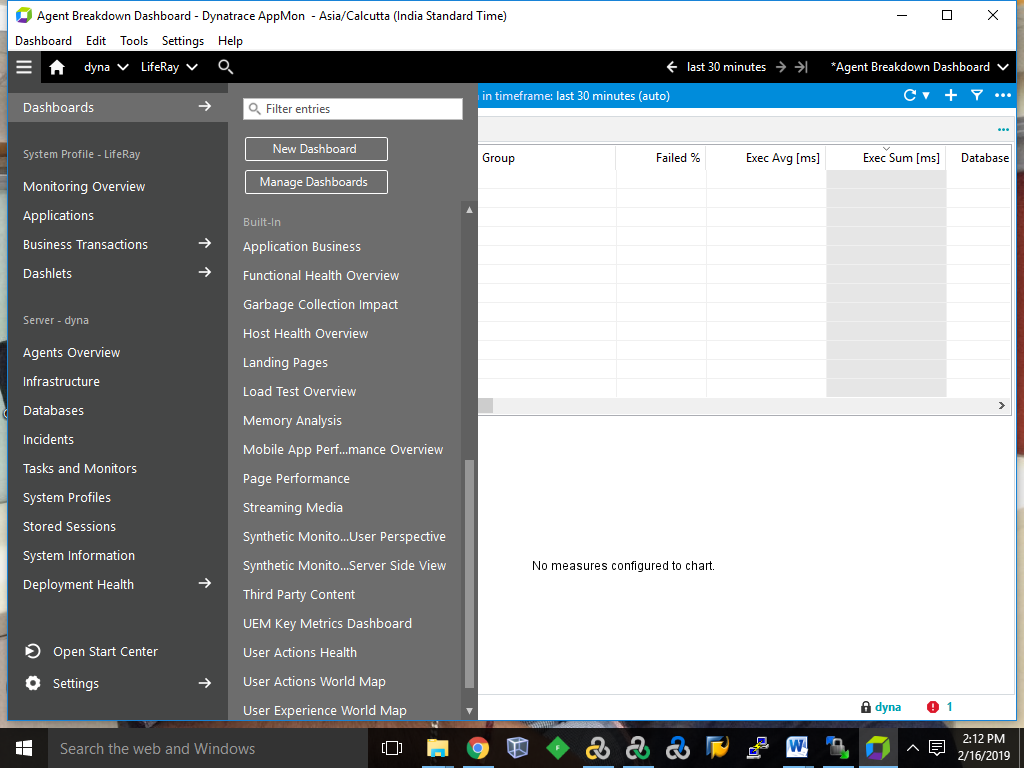 Agent Breakdown Dashboard - Dynatrace AppMon - Asia/Calcutta (India Standard Time)
Dashboard Edit Tools Settings Help
dyna LifeRay last 30 minutes *Agent Breakdown Dashboard
in timeframe: last 30 minutes (auto)
Dashboards
System Profile - LifeRay
Monitoring Overview
Applications
Business Transactions
Dashlets
Server - dyna
Agents Overview
Infrastructure
Databases
Incidents
Tasks and Monitors
System Profiles
Stored Sessions
System Information
Deployment Health
Open Start Center
Settings
Filter entries
New Dashboard
Manage Dashboards
Built-In
Application Business
Functional Health Overview
Garbage Collection Impact
Host Health Overview
Landing Pages
Load Test Overview
Memory Analysis
Mobile App Perf...mance Overview
Page Performance
Streaming Media
Synthetic Monito...User Perspective
Synthetic Monito...Server Side View
Third Party Content
UEM Key Metrics Dashboard
User Actions Health
User Actions World Map
User Experience World Map
Group Failed % Exec Avg [ms] Exec Sum [ms] Database
No measures configured to chart.
dyna 1
Search the web and Windows
2:12 PM
2/16/2019